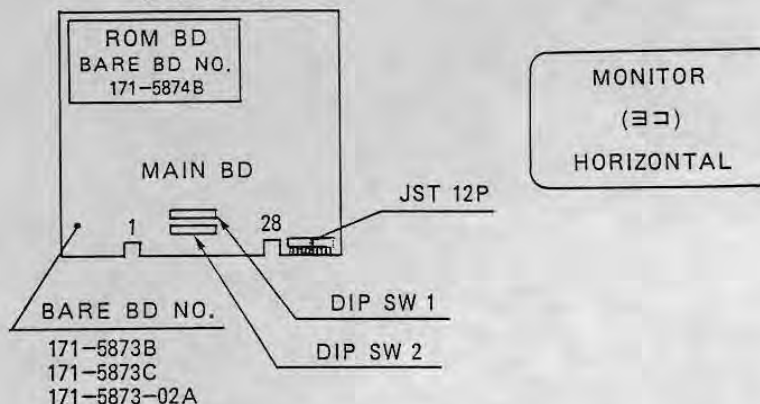 ROM BD
BARE BD NO.
171-5874B
MAIN BD
1
28
JST 12P
DIP SW 1
DIP SW 2
BARE BD NO.
171-5873B
171-5873C
171-5873-02A
MONITOR
(ヨコ)
HORIZONTAL